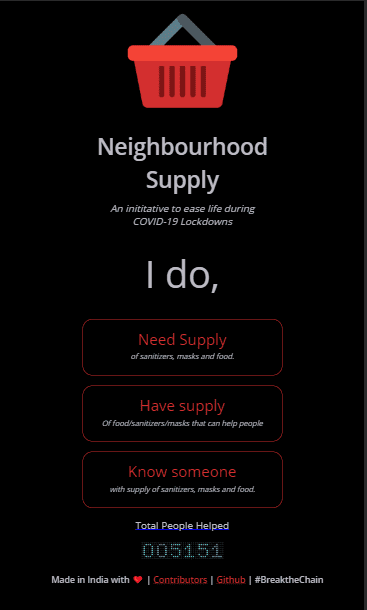 Neighbourhood
Supply
An inititative to ease life during
COVID-19 Lockdowns
I do,
Need Supply
of sanitizers, masks and food.
Have supply
Of food/sanitizers/masks that can help people
Know someone
with supply of sanitizers, masks and food.
Total People Helped
005151
Made in India with ❤ | Contributors | Github | #BreaktheChain